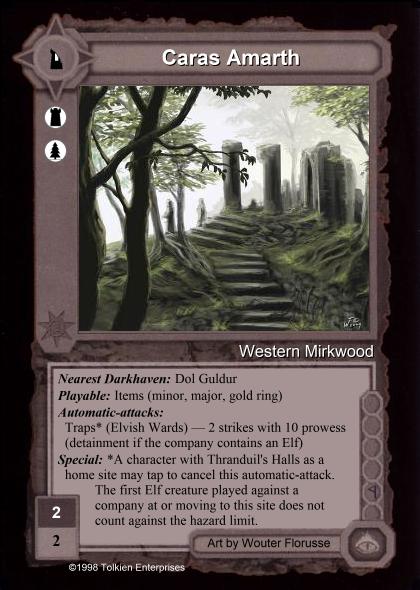 Caras Amarth
Western Mirkwood
Nearest Darkhaven: Dol Guldur
Playable: Items (minor, major, gold ring)
Automatic-attacks:
Traps* (Elvish Wards) — 2 strikes with 10 prowess
(detainment if the company contains an Elf)
Special: *A character with Thranduil's Halls as a
home site may tap to cancel this automatic-attack.
The first Elf creature played against a
company at or moving to this site does not
count against the hazard limit.
2
2
Art by Wouter Florusse
©1998 Tolkien Enterprises